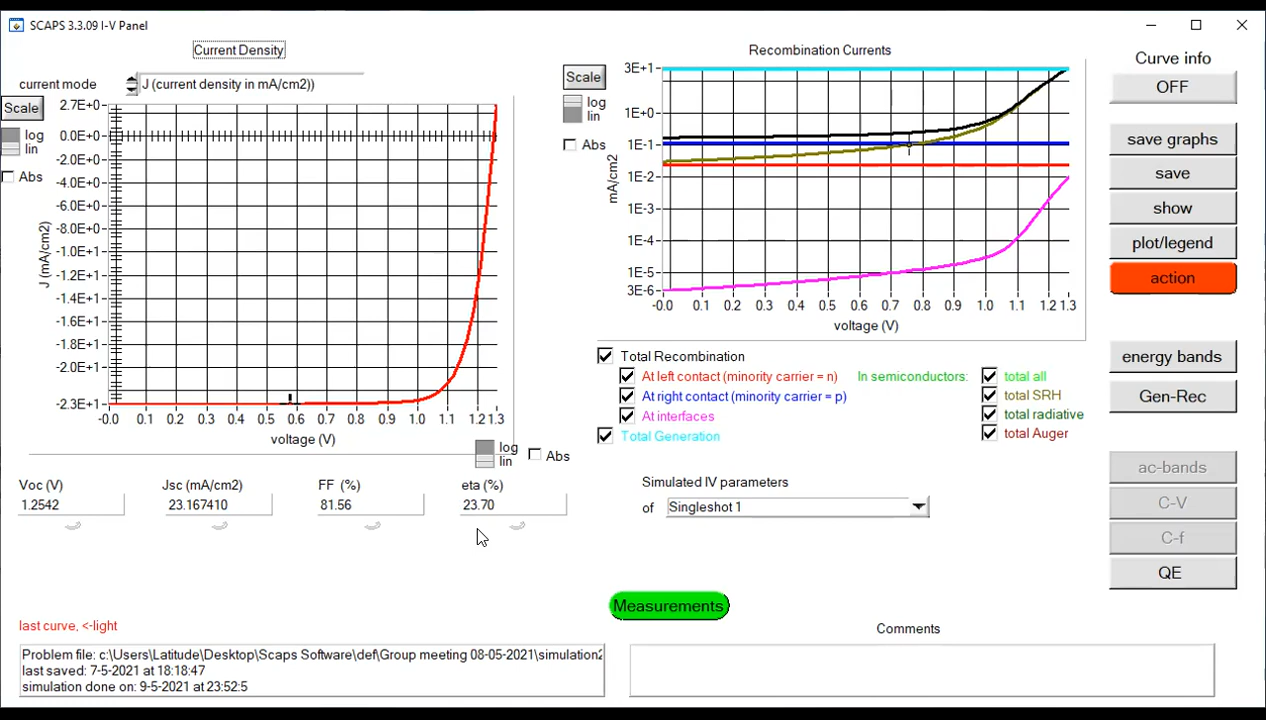 SCAPS 3.3.09 I-V Panel
Current Density
current mode
J (current density in mA/cm2))
Scale
log
lin
Abs
2.7E+0
0.00E+0
-2.0E+0
-4.0E+0
-6.0E+0
-8.0E+0
-1.0E+1
-1.2E+1
-1.4E+1
-1.6E+1
-1.8E+1
-2.0E+1
-2.3E+1
J (mA/cm2)
-0.0 0.1 0.2 0.3 0.4 0.5 0.6 0.7 0.8 0.9 1.0 1.1 1.2 1.3
voltage (V)
log
lin
Abs
Recombination Currents
Scale
log
lin
Abs
3E+1
1E+0
1E-1
1E-2
1E-3
1E-4
1E-5
3E-6
mA/cm2
-0.0 0.1 0.2 0.3 0.4 0.5 0.6 0.7 0.8 0.9 1.0 1.1 1.2 1.3
voltage (V)
Total Recombination
At left contact (minority carrier = n)
At right contact (minority carrier = p)
At interfaces
Total Generation
In semiconductors:
total all
total SRH
total radiative
total Auger
Voc (V)
1.2542
Jsc (mA/cm2)
23.167410
FF (%)
81.56
eta (%)
23.70
Simulated IV parameters
of Singleshot 1
Measurements
last curve, <-light
Problem file: c:\Users\Latitude\Desktop\Scaps Software\def\Group meeting 08-05-2021\simulation2
last saved: 7-5-2021 at 18:18:47
simulation done on: 9-5-2021 at 23:52:5
Comments
Curve info
OFF
save graphs
save
show
plot/legend
action
energy bands
Gen-Rec
ac-bands
C-V
C-f
QE